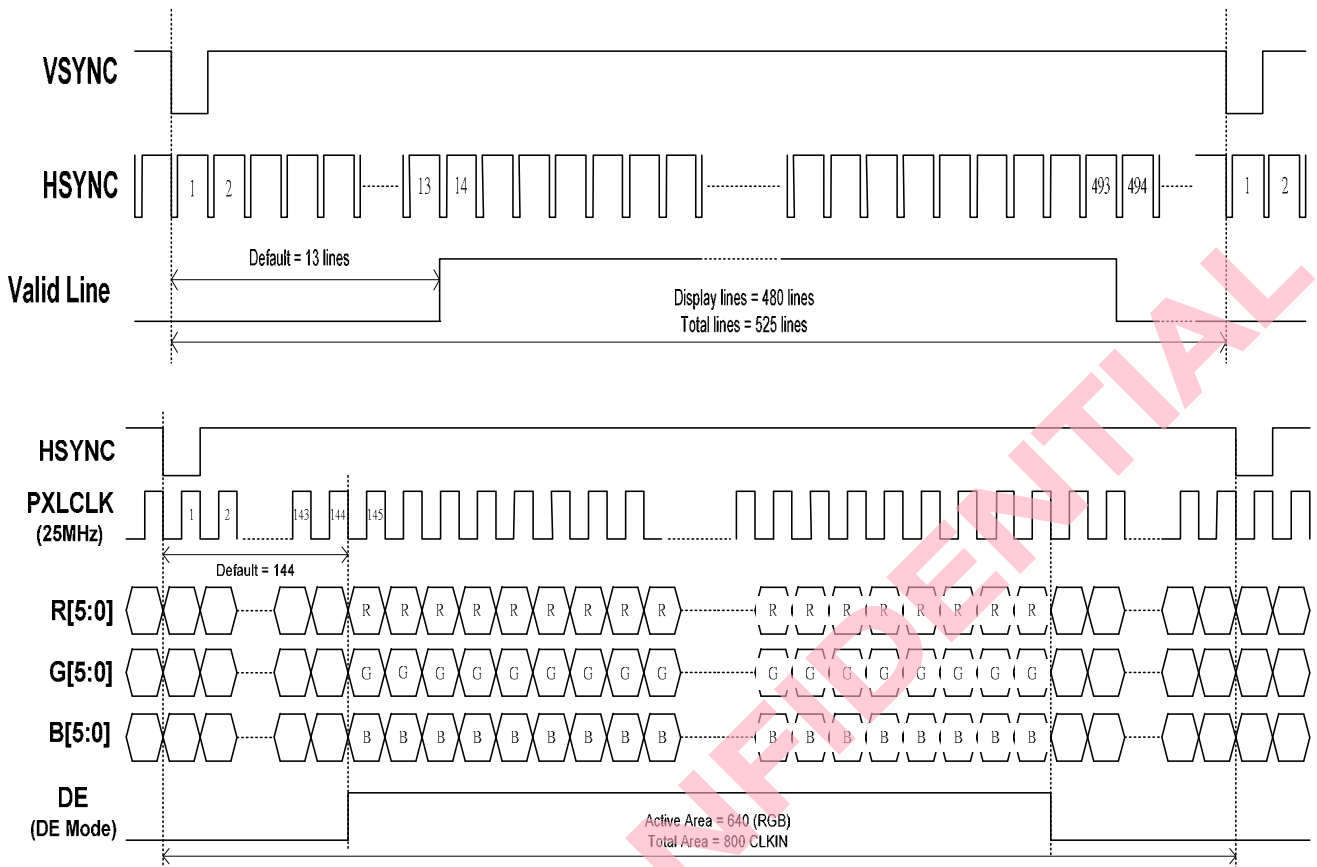 VSYNC
HSYNC
1 2 13 14 493 494 1 2
Default = 13 lines
Valid Line
Display lines = 480 lines
Total lines = 525 lines
HSYNC
PXLCLK
(25MHz)
1 2 143 144 145
Default = 144
R[5:0]
R R R R R R R R R R R R R R R R R
G[5:0]
G G G G G G G G G G G G G G G G G
B[5:0]
B B B B B B B B B B B B B B B B B
DE
(DE Mode)
Active Area = 640 (RGB)
Total Area = 800 CLKIN
NFIDENTIAL